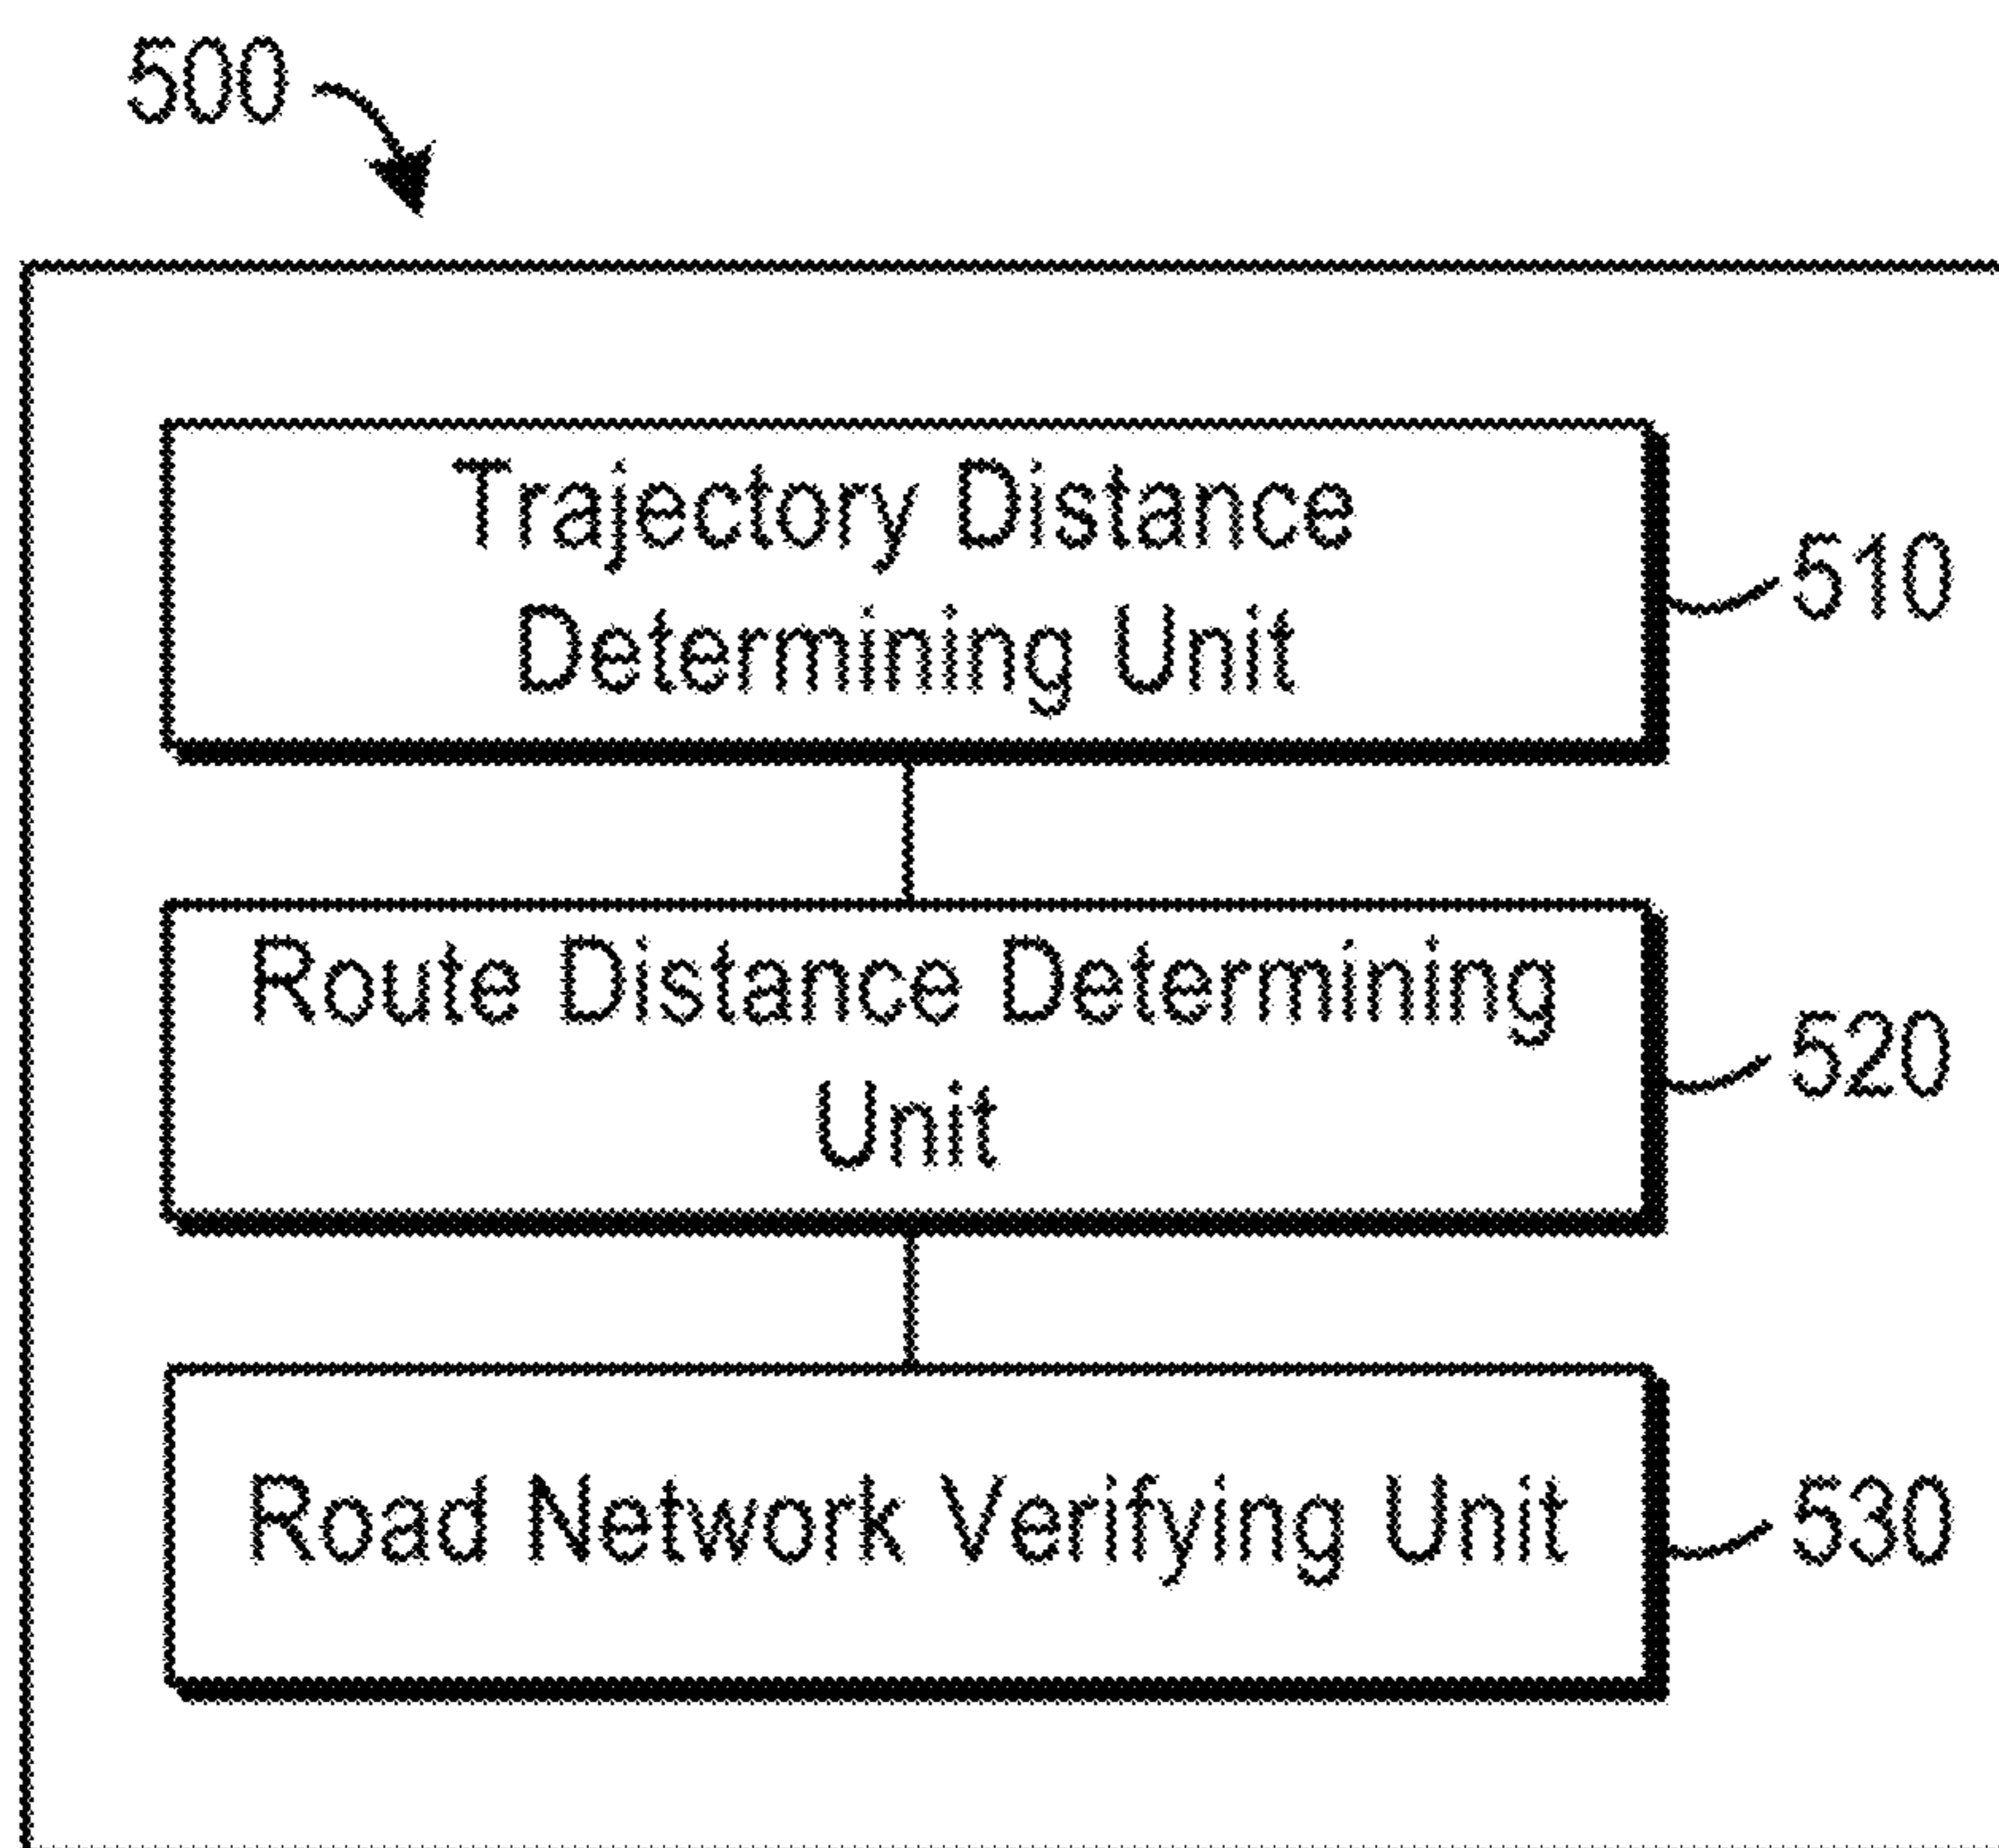 500
Trajectory Distance
Determining Unit
510
Route Distance Determining
Unit
520
Road Network Verifying Unit
530